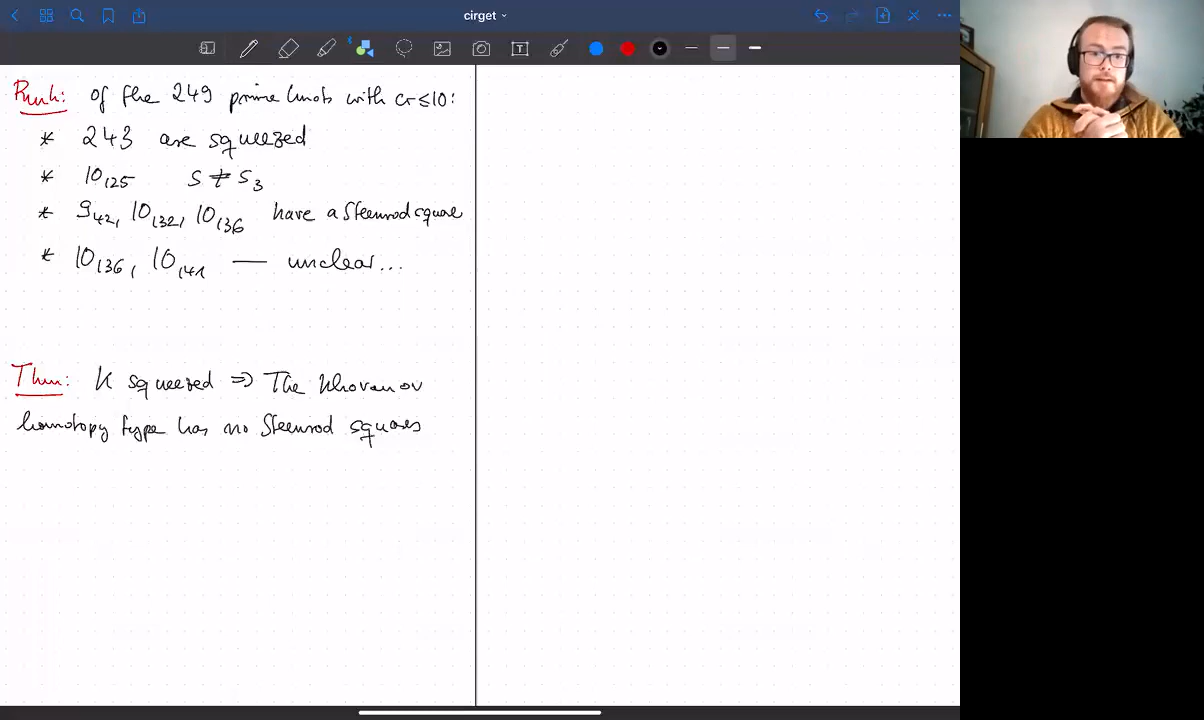 cirget
Rmk: of the 249 prime knots with cr ≤ 10:
* 243 are squeezed
* 10₁₂₅ s ≠ s₃
* 9₄₂, 10₁₃₂, 10₁₃₆ have a Steenrod square
* 10₁₃₆, 10₁₄₁ — unclear...
Thm: K squeezed ⇒ The Khovanov
homotopy type has no Steenrod squares